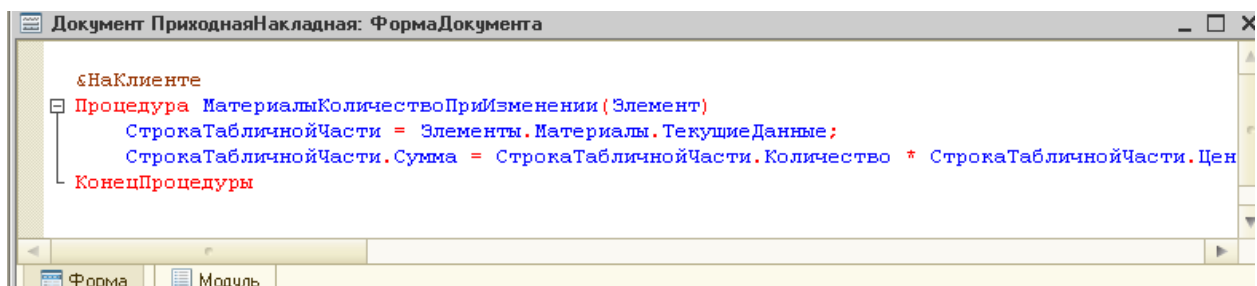 Документ ПриходнаяНакладная: ФормаДокумента
&НаКлиенте
Процедура МатериалыКоличествоПриИзменении(Элемент)
СтрокаТабличнойЧасти = Элементы.Материалы.ТекущиеДанные;
СтрокаТабличнойЧасти.Сумма = СтрокаТабличнойЧасти.Количество * СтрокаТабличнойЧасти.Цен
КонецПроцедуры
Форма Модуль